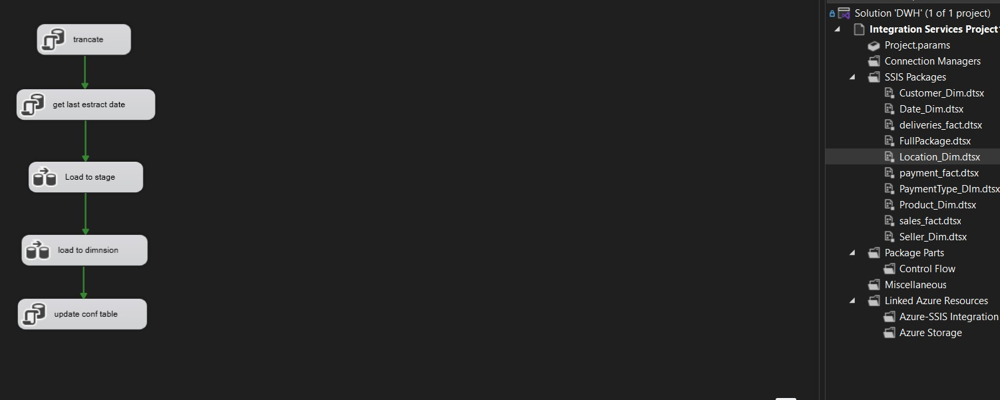 trancate
get last estract date
Load to stage
load to dimnsion
update conf table
Solution 'DWH' (1 of 1 project)
Integration Services Project1
Project.params
Connection Managers
SSIS Packages
Customer_Dim.dtsx
Date_Dim.dtsx
deliveries_fact.dtsx
FullPackage.dtsx
Location_Dim.dtsx
payment_fact.dtsx
PaymentType_DIm.dtsx
Product_Dim.dtsx
sales_fact.dtsx
Seller_Dim.dtsx
Package Parts
Control Flow
Miscellaneous
Linked Azure Resources
Azure-SSIS Integration
Azure Storage